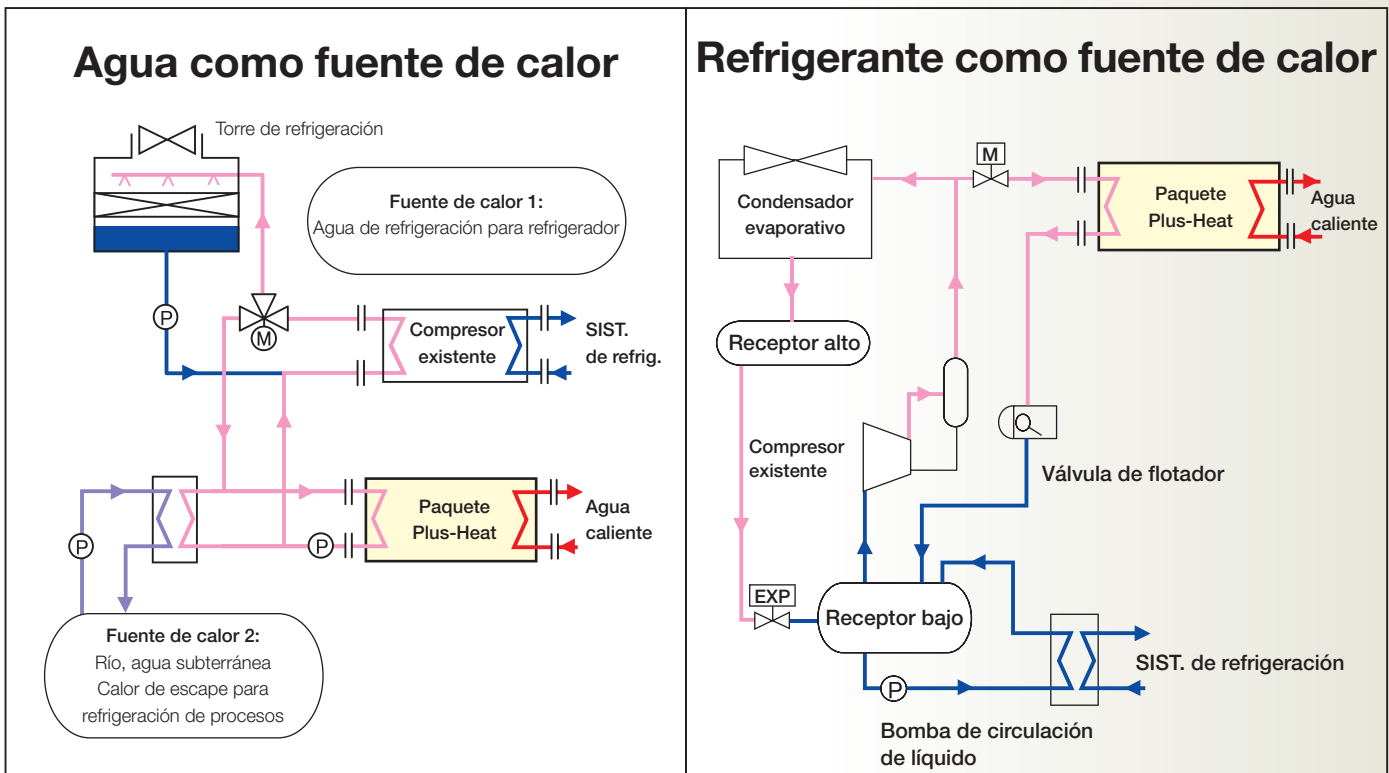 Agua como fuente de calor
Torre de refrigeración
Fuente de calor 1:
Agua de refrigeración para refrigerador
P
M
Compresor
existente
SIST.
de refrig.
P
P
Paquete
Plus-Heat
Agua
caliente
Fuente de calor 2:
Río, agua subterránea
Calor de escape para
refrigeración de procesos
Refrigerante como fuente de calor
M
Condensador
evaporativo
Paquete
Plus-Heat
Agua
caliente
Receptor alto
Compresor
existente
Válvula de flotador
EXP
Receptor bajo
SIST. de refrigeración
P
Bomba de circulación
de líquido